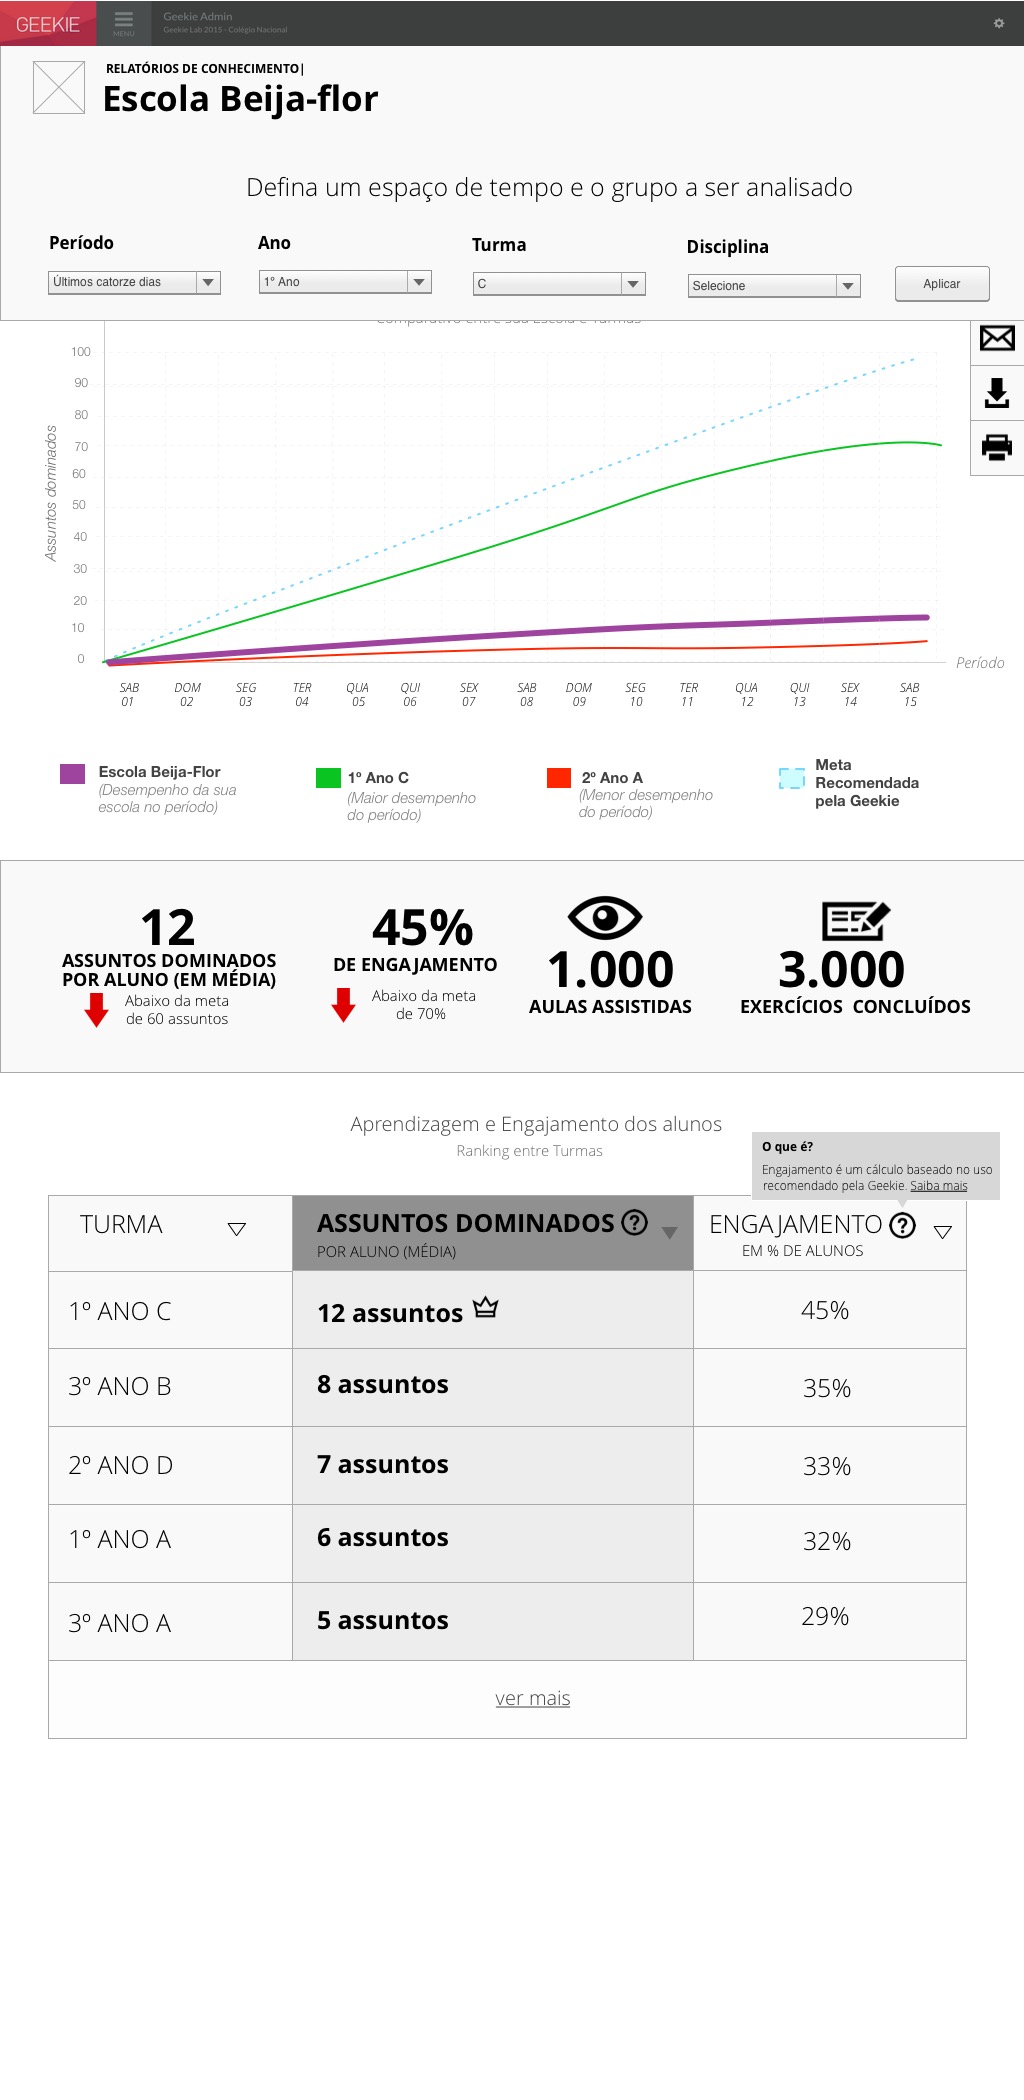 GEEKIE
MENU
Geekie Admin
Geekie Lab 2015 - Colégio Nacional
RELATÓRIOS DE CONHECIMENTO|
Escola Beija-flor
Defina um espaço de tempo e o grupo a ser analisado
Período
Ano
Turma
Disciplina
Últimos catorze dias
1º Ano
C
Selecione
Aplicar
Comparativo entre sua Escola e Turmas
Assuntos dominados
100
90
80
70
60
50
40
30
20
10
0
Período
SAB 01
DOM 02
SEG 03
TER 04
QUA 05
QUI 06
SEX 07
SAB 08
DOM 09
SEG 10
TER 11
QUA 12
QUI 13
SEX 14
SAB 15
Escola Beija-Flor
(Desempenho da sua
escola no período)
1º Ano C
(Maior desempenho
do período)
2º Ano A
(Menor desempenho
do período)
Meta
Recomendada
pela Geekie
12
ASSUNTOS DOMINADOS
POR ALUNO (EM MÉDIA)
Abaixo da meta
de 60 assuntos
45%
DE ENGAJAMENTO
Abaixo da meta
de 70%
1.000
AULAS ASSISTIDAS
3.000
EXERCÍCIOS CONCLUÍDOS
Aprendizagem e Engajamento dos alunos
Ranking entre Turmas
O que é?
Engajamento é um cálculo baseado no uso
recomendado pela Geekie. Saiba mais
TURMA
ASSUNTOS DOMINADOS ?
POR ALUNO (MÉDIA)
ENGAJAMENTO ?
EM % DE ALUNOS
1º ANO C
12 assuntos
45%
3º ANO B
8 assuntos
35%
2º ANO D
7 assuntos
33%
1º ANO A
6 assuntos
32%
3º ANO A
5 assuntos
29%
ver mais